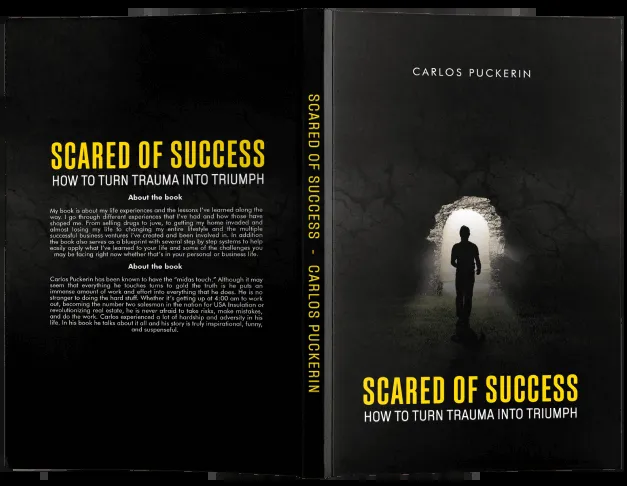 SCARED OF SUCCESS
HOW TO TURN TRAUMA INTO TRIUMPH
About the book
My book is about my life experiences and the lessons I've learned along the
way. I go through different experiences that I've had and how those have
shaped me. From selling drugs to juve, to getting my home invaded and
almost losing my life to changing my entire lifestyle and the multiple
successful business ventures I've created and been involved in. In addition
the book also serves as a blueprint with several step by step systems to help
easily apply what I've learned to your life and some of the challenges you
may be facing right now whether that's in your personal or business life.
About the book
Carlos Puckerin has been known to have the "midas touch." Although it may
seem that everything he touches turns to gold the truth is he puts an
immense amount of work and effort into everything that he does. He is no
stranger to doing the hard stuff. Whether it's getting up at 4:00 am to work
out, becoming the number two salesman in the nation for USA Insulation or
revolutionizing real estate, he is never afraid to take risks, make mistakes,
and do the work. Carlos experienced a lot of hardship and adversity in his
life. In his book he talks about it all and his story is truly inspirational, funny,
and suspenseful.
SCARED OF SUCCESS - CARLOS PUCKERIN
CARLOS PUCKERIN
SCARED OF SUCCESS
HOW TO TURN TRAUMA INTO TRIUMPH